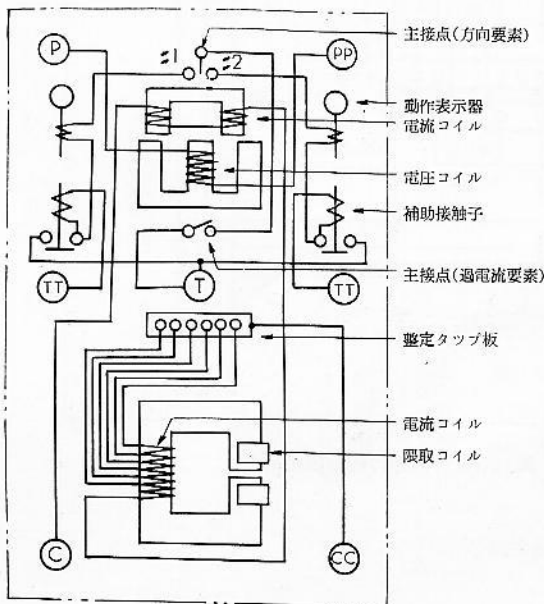 主接点(方向要素)
P
:1
:2
PP
動作表示器
電流コイル
電圧コイル
補助接触子
TT
T
TT
主接点(過電流要素)
整定タップ板
電流コイル
隈取コイル
C
CC